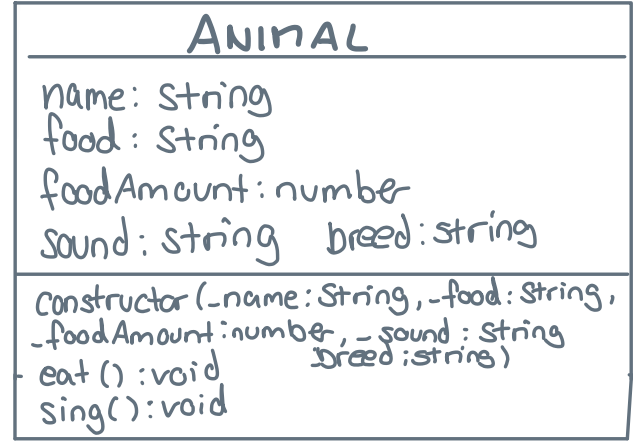 ANIMAL
name: string
food: string
foodAmount: number
sound: string breed: string
constructor(_name: String, _food: String,
_foodAmount: number, _sound: string
breed: string)
eat(): void
sing(): void